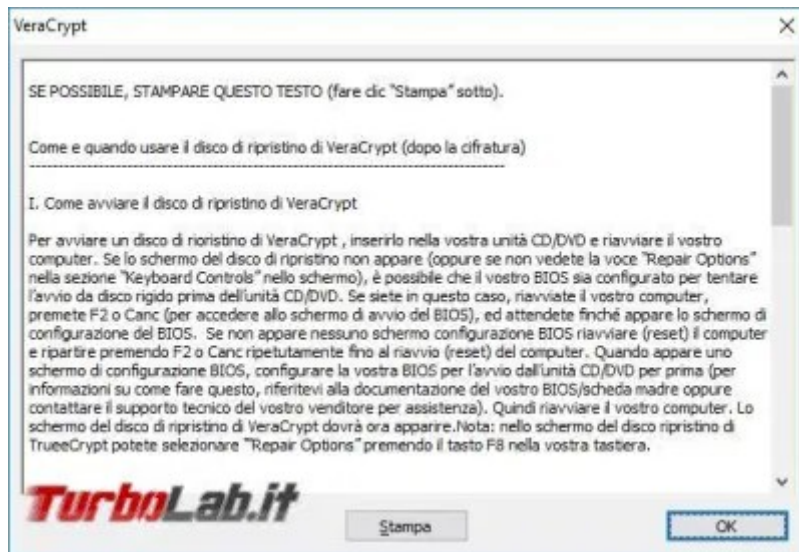 VeraCrypt
SE POSSIBILE, STAMPARE QUESTO TESTO (fare clic "Stampa" sotto).
Come e quando usare il disco di ripristino di VeraCrypt (dopo la cifratura)
--------------------------------------------------------------------------------
I. Come avviare il disco di ripristino di VeraCrypt
Per avviare un disco di rioristino di VeraCrypt , inserirlo nella vostra unità CD/DVD e riavviare il vostro
computer. Se lo schermo del disco di ripristino non appare (oppure se non vedete la voce "Repair Options"
nella sezione "Keyboard Controls" nello schermo), è possibile che il vostro BIOS sia configurato per tentare
l'avvio da disco rigido prima dell'unità CD/DVD. Se siete in questo caso, riavviate il vostro computer,
premete F2 o Canc (per accedere allo schermo di avvio del BIOS), ed attendete finché appare lo schermo di
configurazione del BIOS.  Se non appare nessuno schermo configurazione BIOS riavviare (reset) il computer
e ripartire premendo F2 o Canc ripetutamente fino al riavvio (reset) del computer. Quando appare uno
schermo di configurazione BIOS, configurare la vostra BIOS per l'avvio dall'unità CD/DVD per prima (per
informazioni su come fare questo, riferitevi alla documentazione del vostro BIOS/scheda madre oppure
contattare il supporto tecnico del vostro venditore per assistenza). Quindi riavviare il vostro computer. Lo
schermo del disco di ripristino di VeraCrypt dovrà ora apparire.Nota: nello schermo del disco ripristino di
TrueeCrypt potete selezionare '"Repair Options" premendo il tasto F8 nella vostra tastiera.
TurboLab.it
Stampa
OK